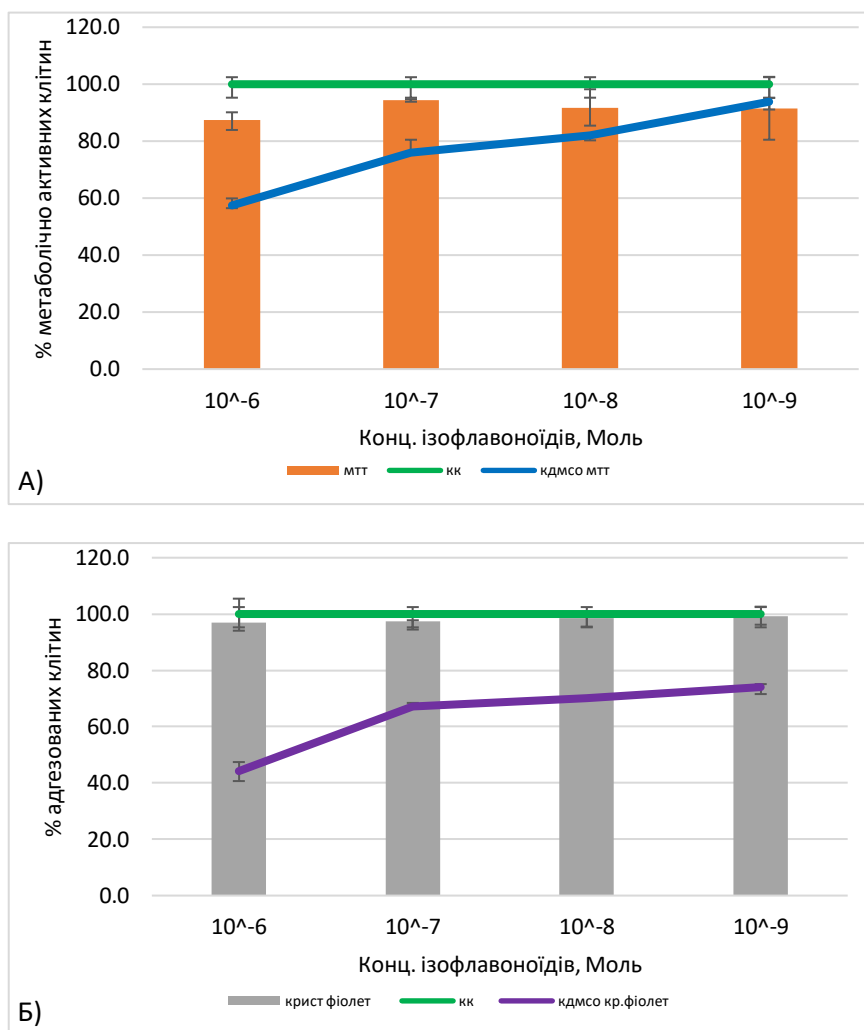 % метаболічно активних клітин
120.0
100.0
80.0
60.0
40.0
20.0
0.0
10^-6 10^-7 10^-8 10^-9
Конц. ізофлавоноїдів, Моль
А)
мтт кк кдмсо мтт
% адгезованих клітин
120.0
100.0
80.0
60.0
40.0
20.0
0.0
10^-6 10^-7 10^-8 10^-9
Конц. ізофлавоноїдів, Моль
Б)
крист фіолет кк кдмсо кр.фіолет